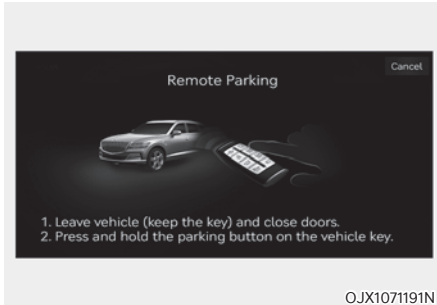 Cancel
Remote Parking
1. Leave vehicle (keep the key) and close doors.
2. Press and hold the parking button on the vehicle key.
OJX1071191N